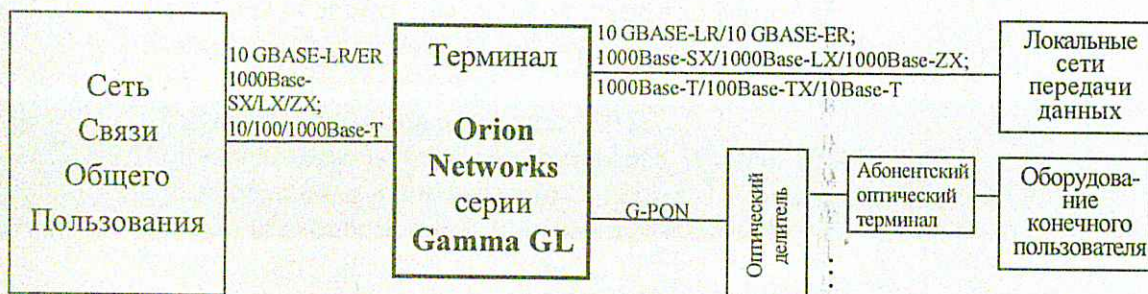 Сеть
Связи
Общего
Пользования
10 GBASE-LR/ER
1000Base-
SX/LX/ZX;
10/100/1000Base-T
Терминал
Orion
Networks
серии
Gamma GL
10 GBASE-LR/10 GBASE-ER;
1000Base-SX/1000Base-LX/1000Base-ZX;
1000Base-T/100Base-TX/10Base-T
Локальные
сети
передачи
данных
G-PON
Оптический
делитель
Абонентский
оптический
терминал
Оборудова-
ние
конечного
пользователя